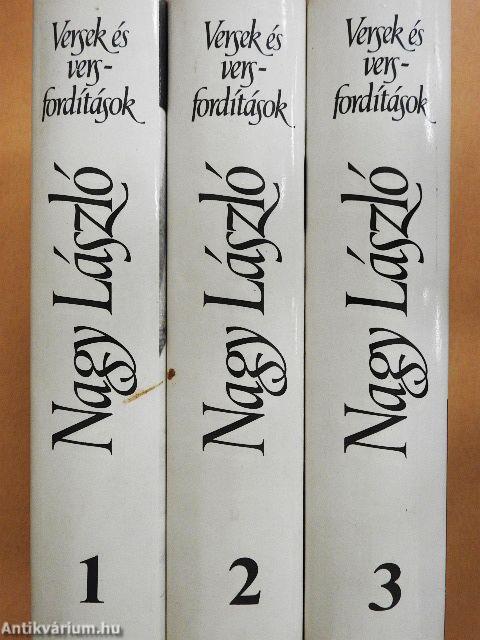 Versek és
vers-
fordítások
Nagy László
1
Versek és
vers-
fordítások
Nagy László
2
Versek és
vers-
fordítások
Nagy László
3
Antikvárium.hu